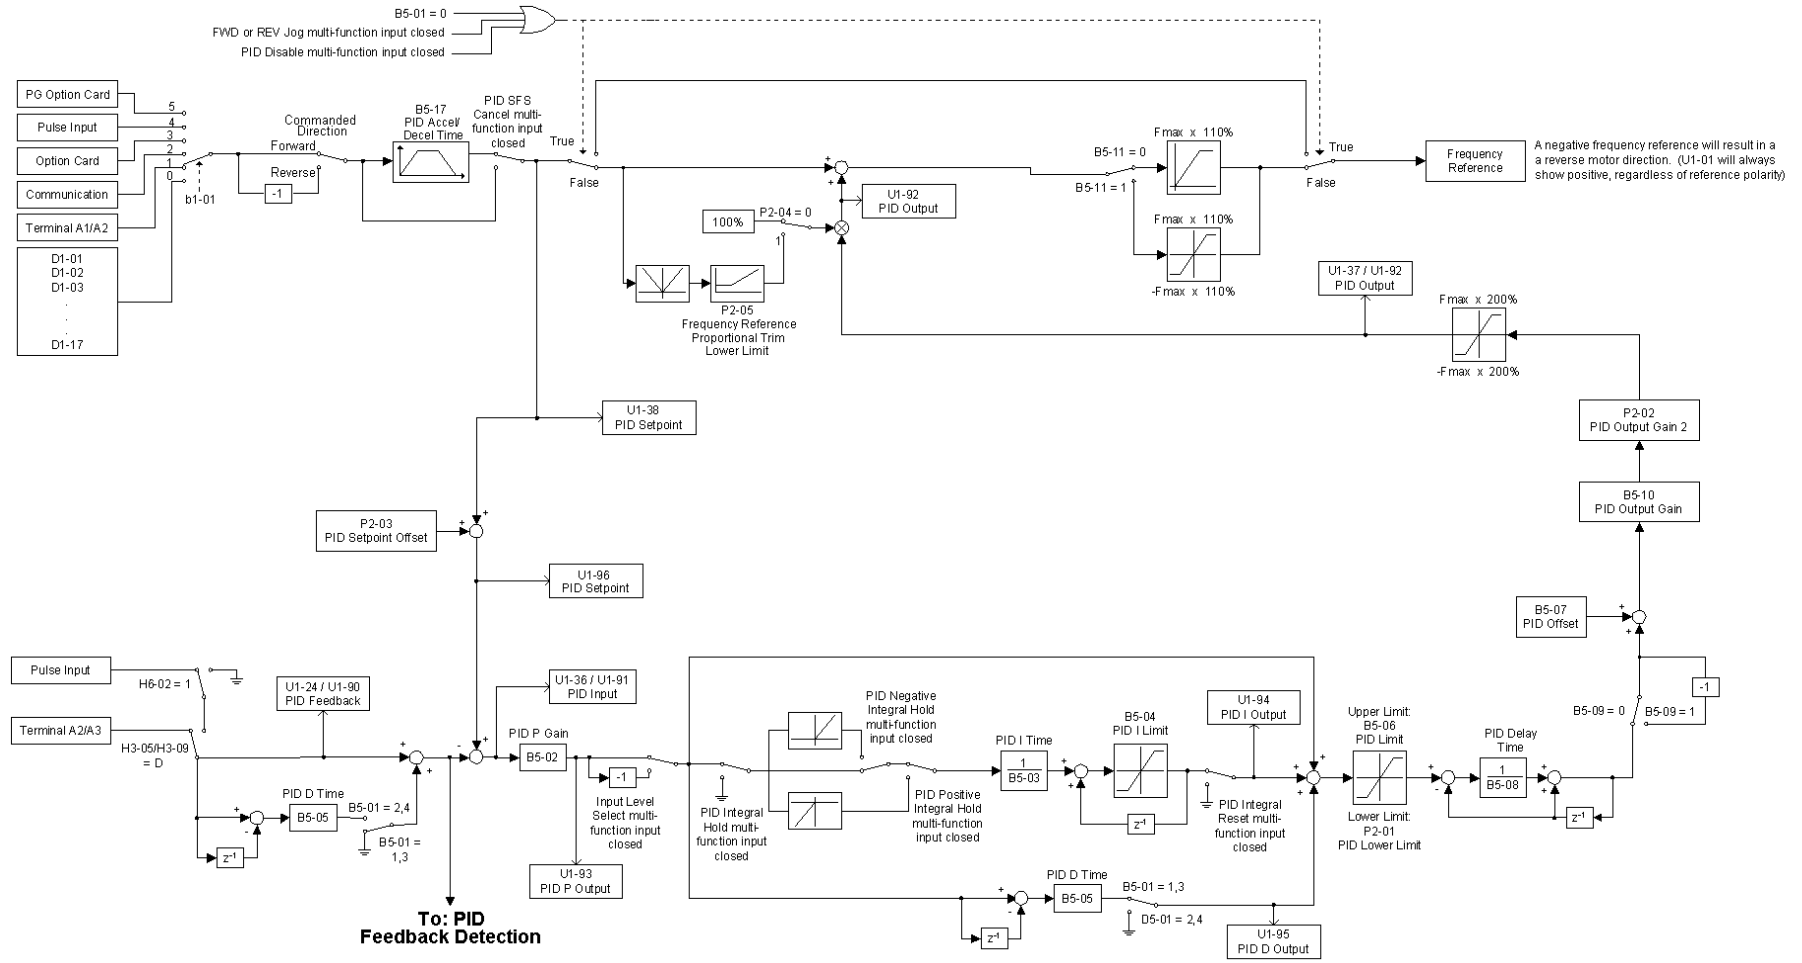 B5-01 = 0
FWD or REV Jog multi-function input closed
PID Disable multi-function input closed
PG Option Card
Pulse Input
Option Card
Communication
Terminal A1/A2
D1-01
D1-02
D1-03
.
.
.
D1-17
5
4
3
2
1
0
b1-01
Commanded
Direction
Forward
Reverse
-1
B5-17
PID Accel/
Decel Time
PID SFS
Cancel multi-
function input
closed
True
False
+
+
U1-92
PID Output
100%
P2-04 = 0
1
P2-05
Frequency Reference
Proportional Trim
Lower Limit
B5-11 = 0
B5-11 = 1
Fmax x 110%
Fmax x 110%
-Fmax x 110%
True
False
Frequency
Reference
A negative frequency reference will result in a
a reverse motor direction. (U1-01 will always
show positive, regardless of reference polarity)
U1-37 / U1-92
PID Output
Fmax x 200%
-Fmax x 200%
P2-02
PID Output Gain 2
B5-10
PID Output Gain
B5-07
PID Offset
+
+
-1
B5-09 = 0
B5-09 = 1
U1-38
PID Setpoint
P2-03
PID Setpoint Offset
+
+
U1-96
PID Setpoint
Pulse Input
H6-02 = 1
Terminal A2/A3
H3-05/H3-09
= D
U1-24 / U1-90
PID Feedback
+
-
z-1
PID D Time
B5-05
B5-01 = 2,4
B5-01 =
1,3
+
+
To: PID
Feedback Detection
-
+
U1-36 / U1-91
PID Input
PID P Gain
B5-02
U1-93
PID P Output
-1
Input Level
Select multi-
function input
closed
PID Integral
Hold multi-
function input
closed
PID Negative
Integral Hold
multi-function
input closed
PID Positive
Integral Hold
multi-function
input closed
PID I Time
1
B5-03
+
+
B5-04
PID I Limit
z-1
PID Integral
Reset multi-
function input
closed
U1-94
PID I Output
+
-
z-1
PID D Time
B5-05
B5-01 = 1,3
D5-01 = 2,4
U1-95
PID D Output
+
+
+
Upper Limit:
B5-06
PID Limit
Lower Limit:
P2-01
PID Lower Limit
+
-
PID Delay
Time
1
B5-08
+
+
z-1